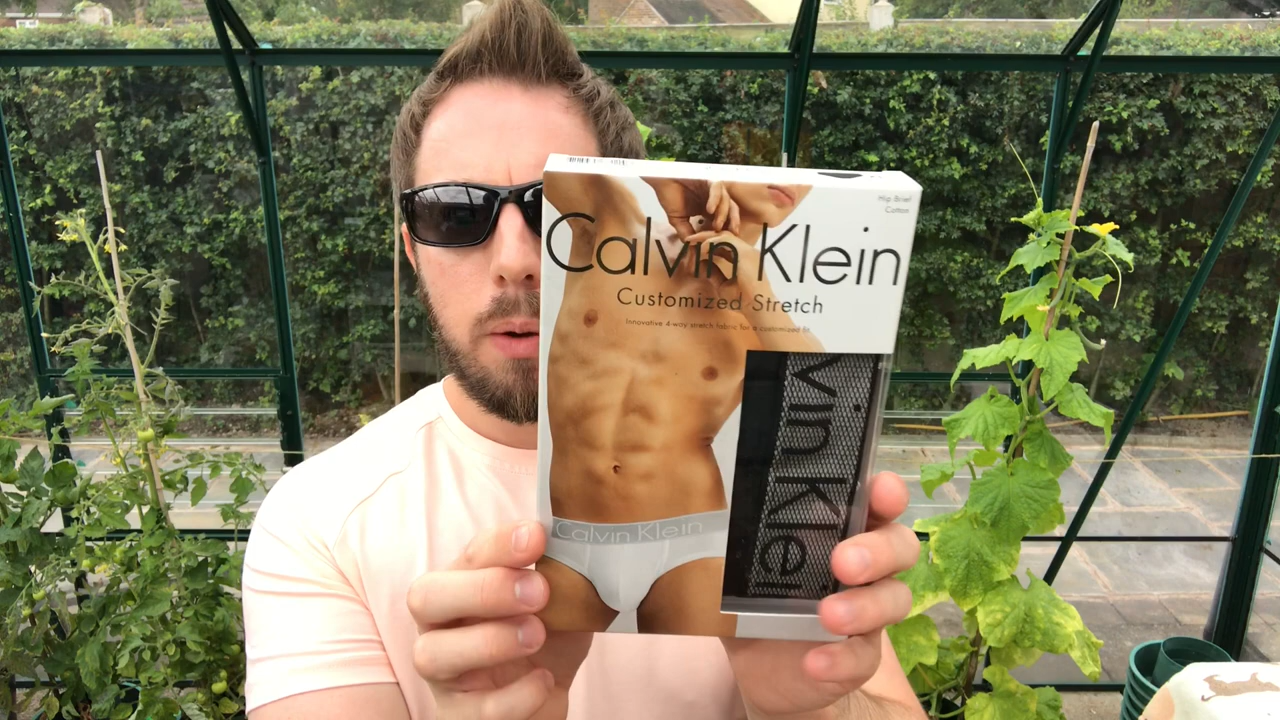 Hip Brief
Cotton
Calvin Klein
Customized Stretch
Innovative 4-way stretch fabric for a customized fit
Calvin Klein
vin Klei